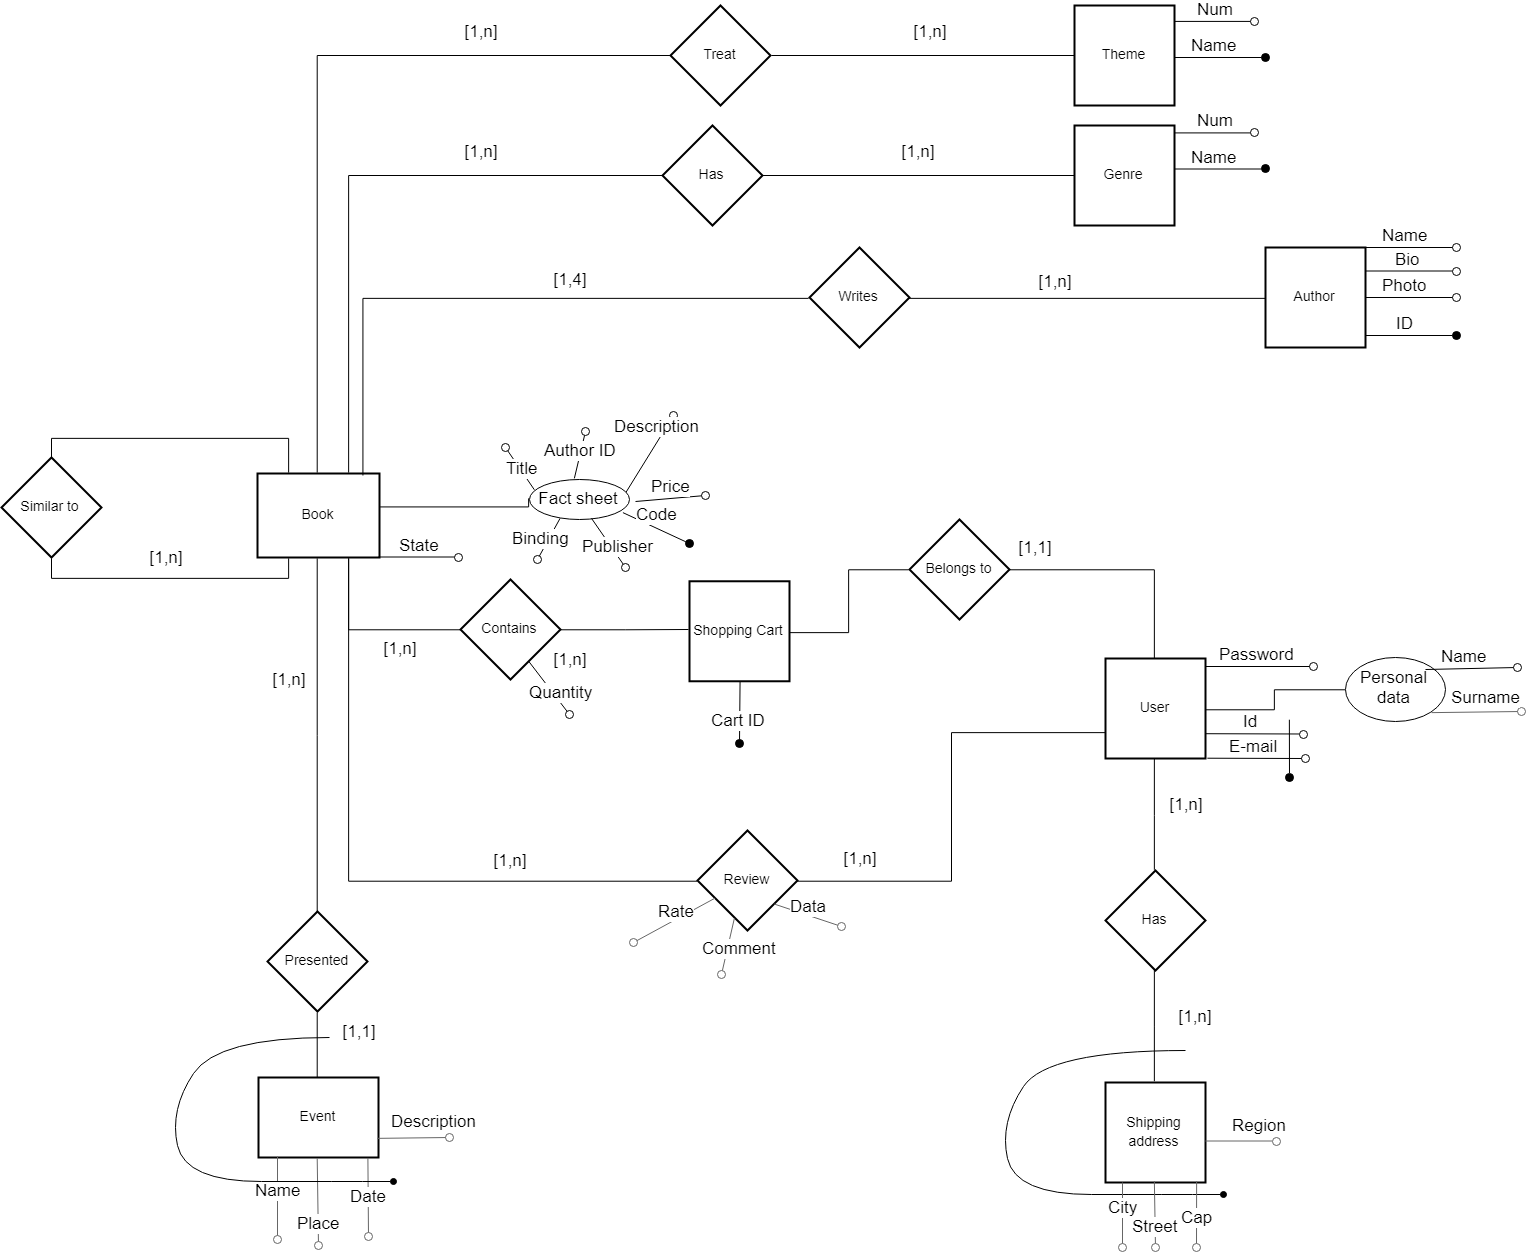 Num
[1,n]
Treat
[1,n]
Theme
Name
Num
[1,n]
Has
[1,n]
Genre
Name
Name
Bio
[1,4]
Writes
[1,n]
Author
Photo
ID
Description
Author ID
Title
Similar to
Book
Fact sheet
Price
Code
Binding
Publisher
State
[1,n]
[1,1]
Belongs to
Contains
Shopping Cart
[1,n]
[1,n]
Quantity
Cart ID
[1,n]
Password
Name
Personal
data
Surname
User
Id
E-mail
[1,n]
[1,n]
[1,n]
Review
Rate
Data
Comment
Has
Presented
[1,n]
[1,1]
Event
Description
Name
Date
Place
Shipping
address
Region
City
Street
Cap